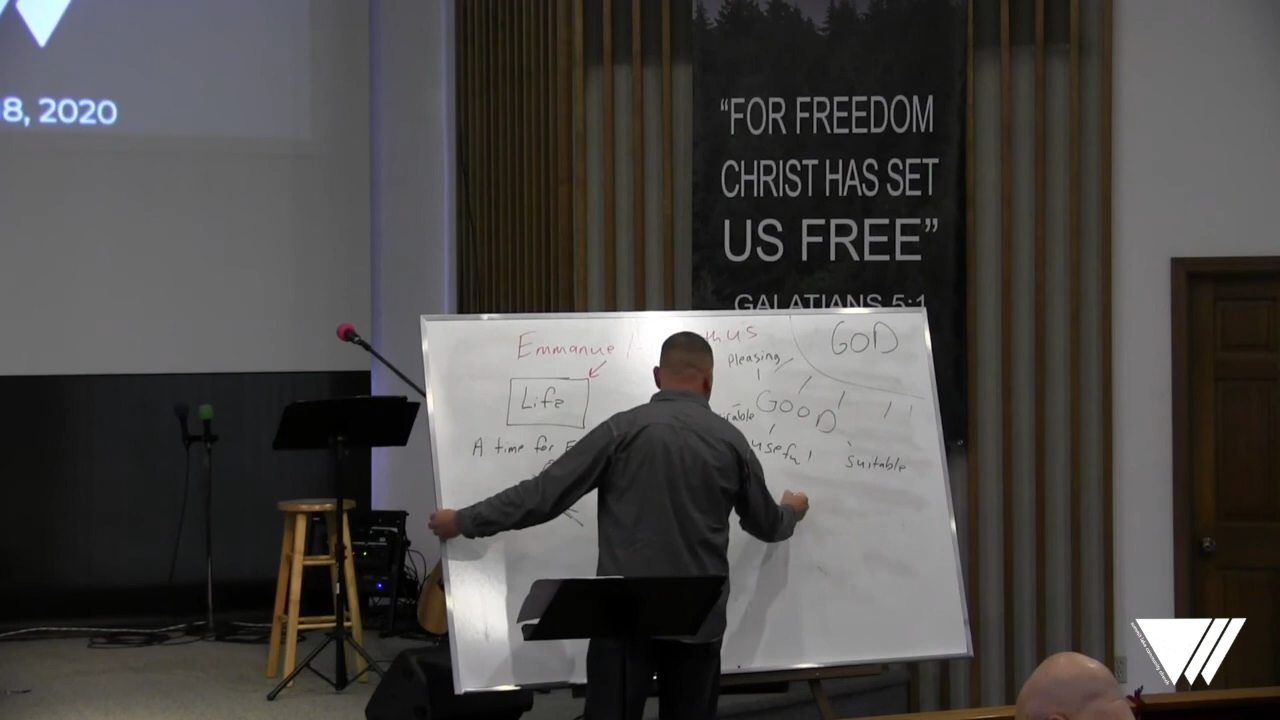 8, 2020
“FOR FREEDOM
CHRIST HAS SET
US FREE”
GALATIANS 5:1
Emmanue
GOD
pleasing
Life
GOOD
A time for
useful
suitable